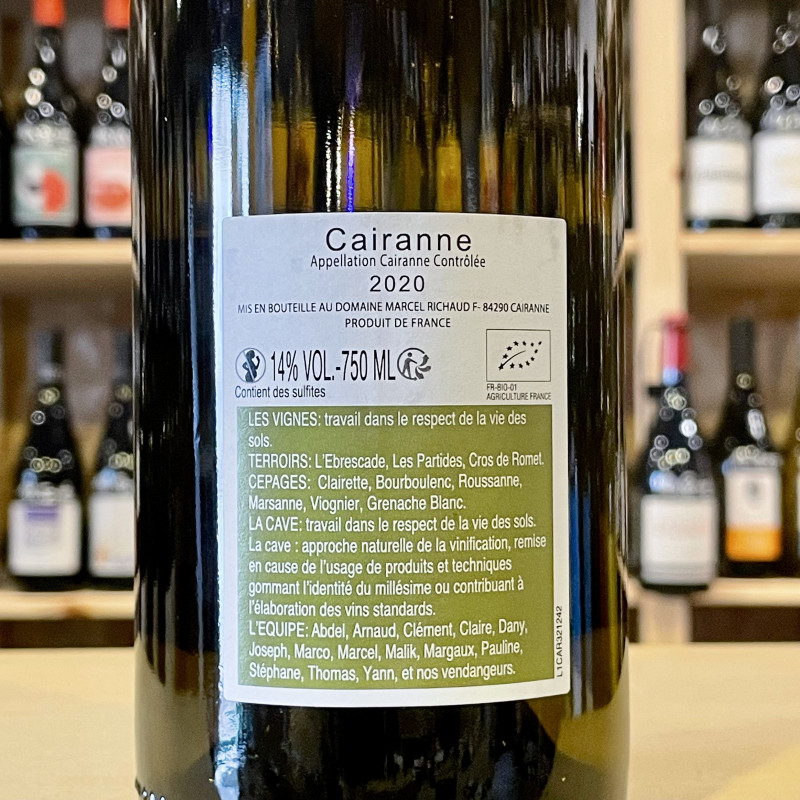 Cairanne
Appellation Cairanne Contrôlée
2020
MIS EN BOUTEILLE AU DOMAINE MARCEL RICHAUD F- 84290 CAIRANNE
PRODUIT DE FRANCE
14% VOL.-750 ML
Contient des sulfites
FR-BIO-01
AGRICULTURE FRANCE
LES VIGNES: travail dans le respect de la vie des
sols.
TERROIRS: L'Ebrescade, Les Partides, Cros de Romet.
CEPAGES: Clairette, Bourboulenc, Roussanne,
Marsanne, Viognier, Grenache Blanc.
LA CAVE: travail dans le respect de la vie des sols.
La cave : approche naturelle de la vinification, remise
en cause de l'usage de produits et techniques
gommant l'identité du millésime ou contribuant à
l'élaboration des vins standards.
L'EQUIPE: Abdel, Arnaud, Clément, Claire, Dany,
Joseph, Marco, Marcel, Malik, Margaux, Pauline,
Stéphane, Thomas, Yann, et nos vendangeurs.
L1CAR321242